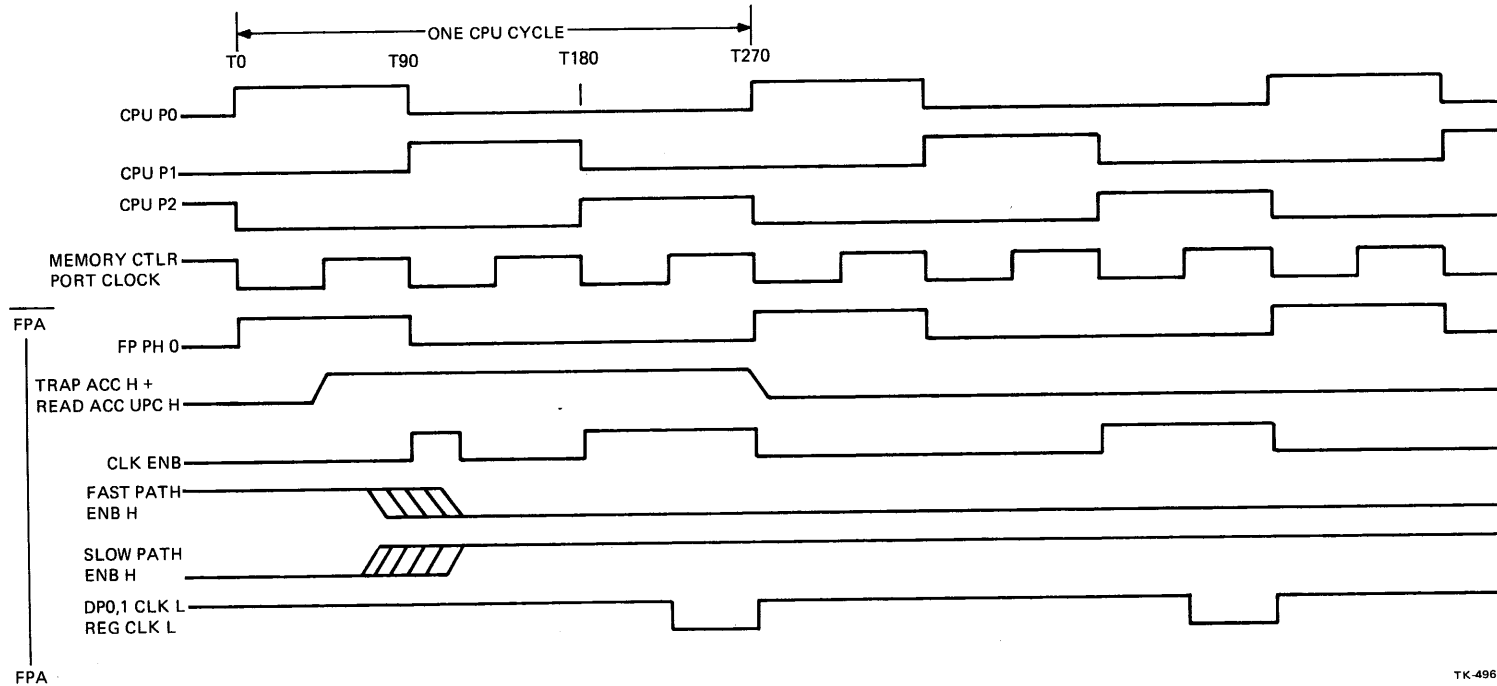 ONE CPU CYCLE
T0 T90 T180 T270
CPU P0
CPU P1
CPU P2
MEMORY CTLR
PORT CLOCK
FPA
FP PH 0
TRAP ACC H +
READ ACC UPC H
CLK ENB
FAST PATH
ENB H
SLOW PATH
ENB H
DP0,1 CLK L
REG CLK L
FPA
TK-496